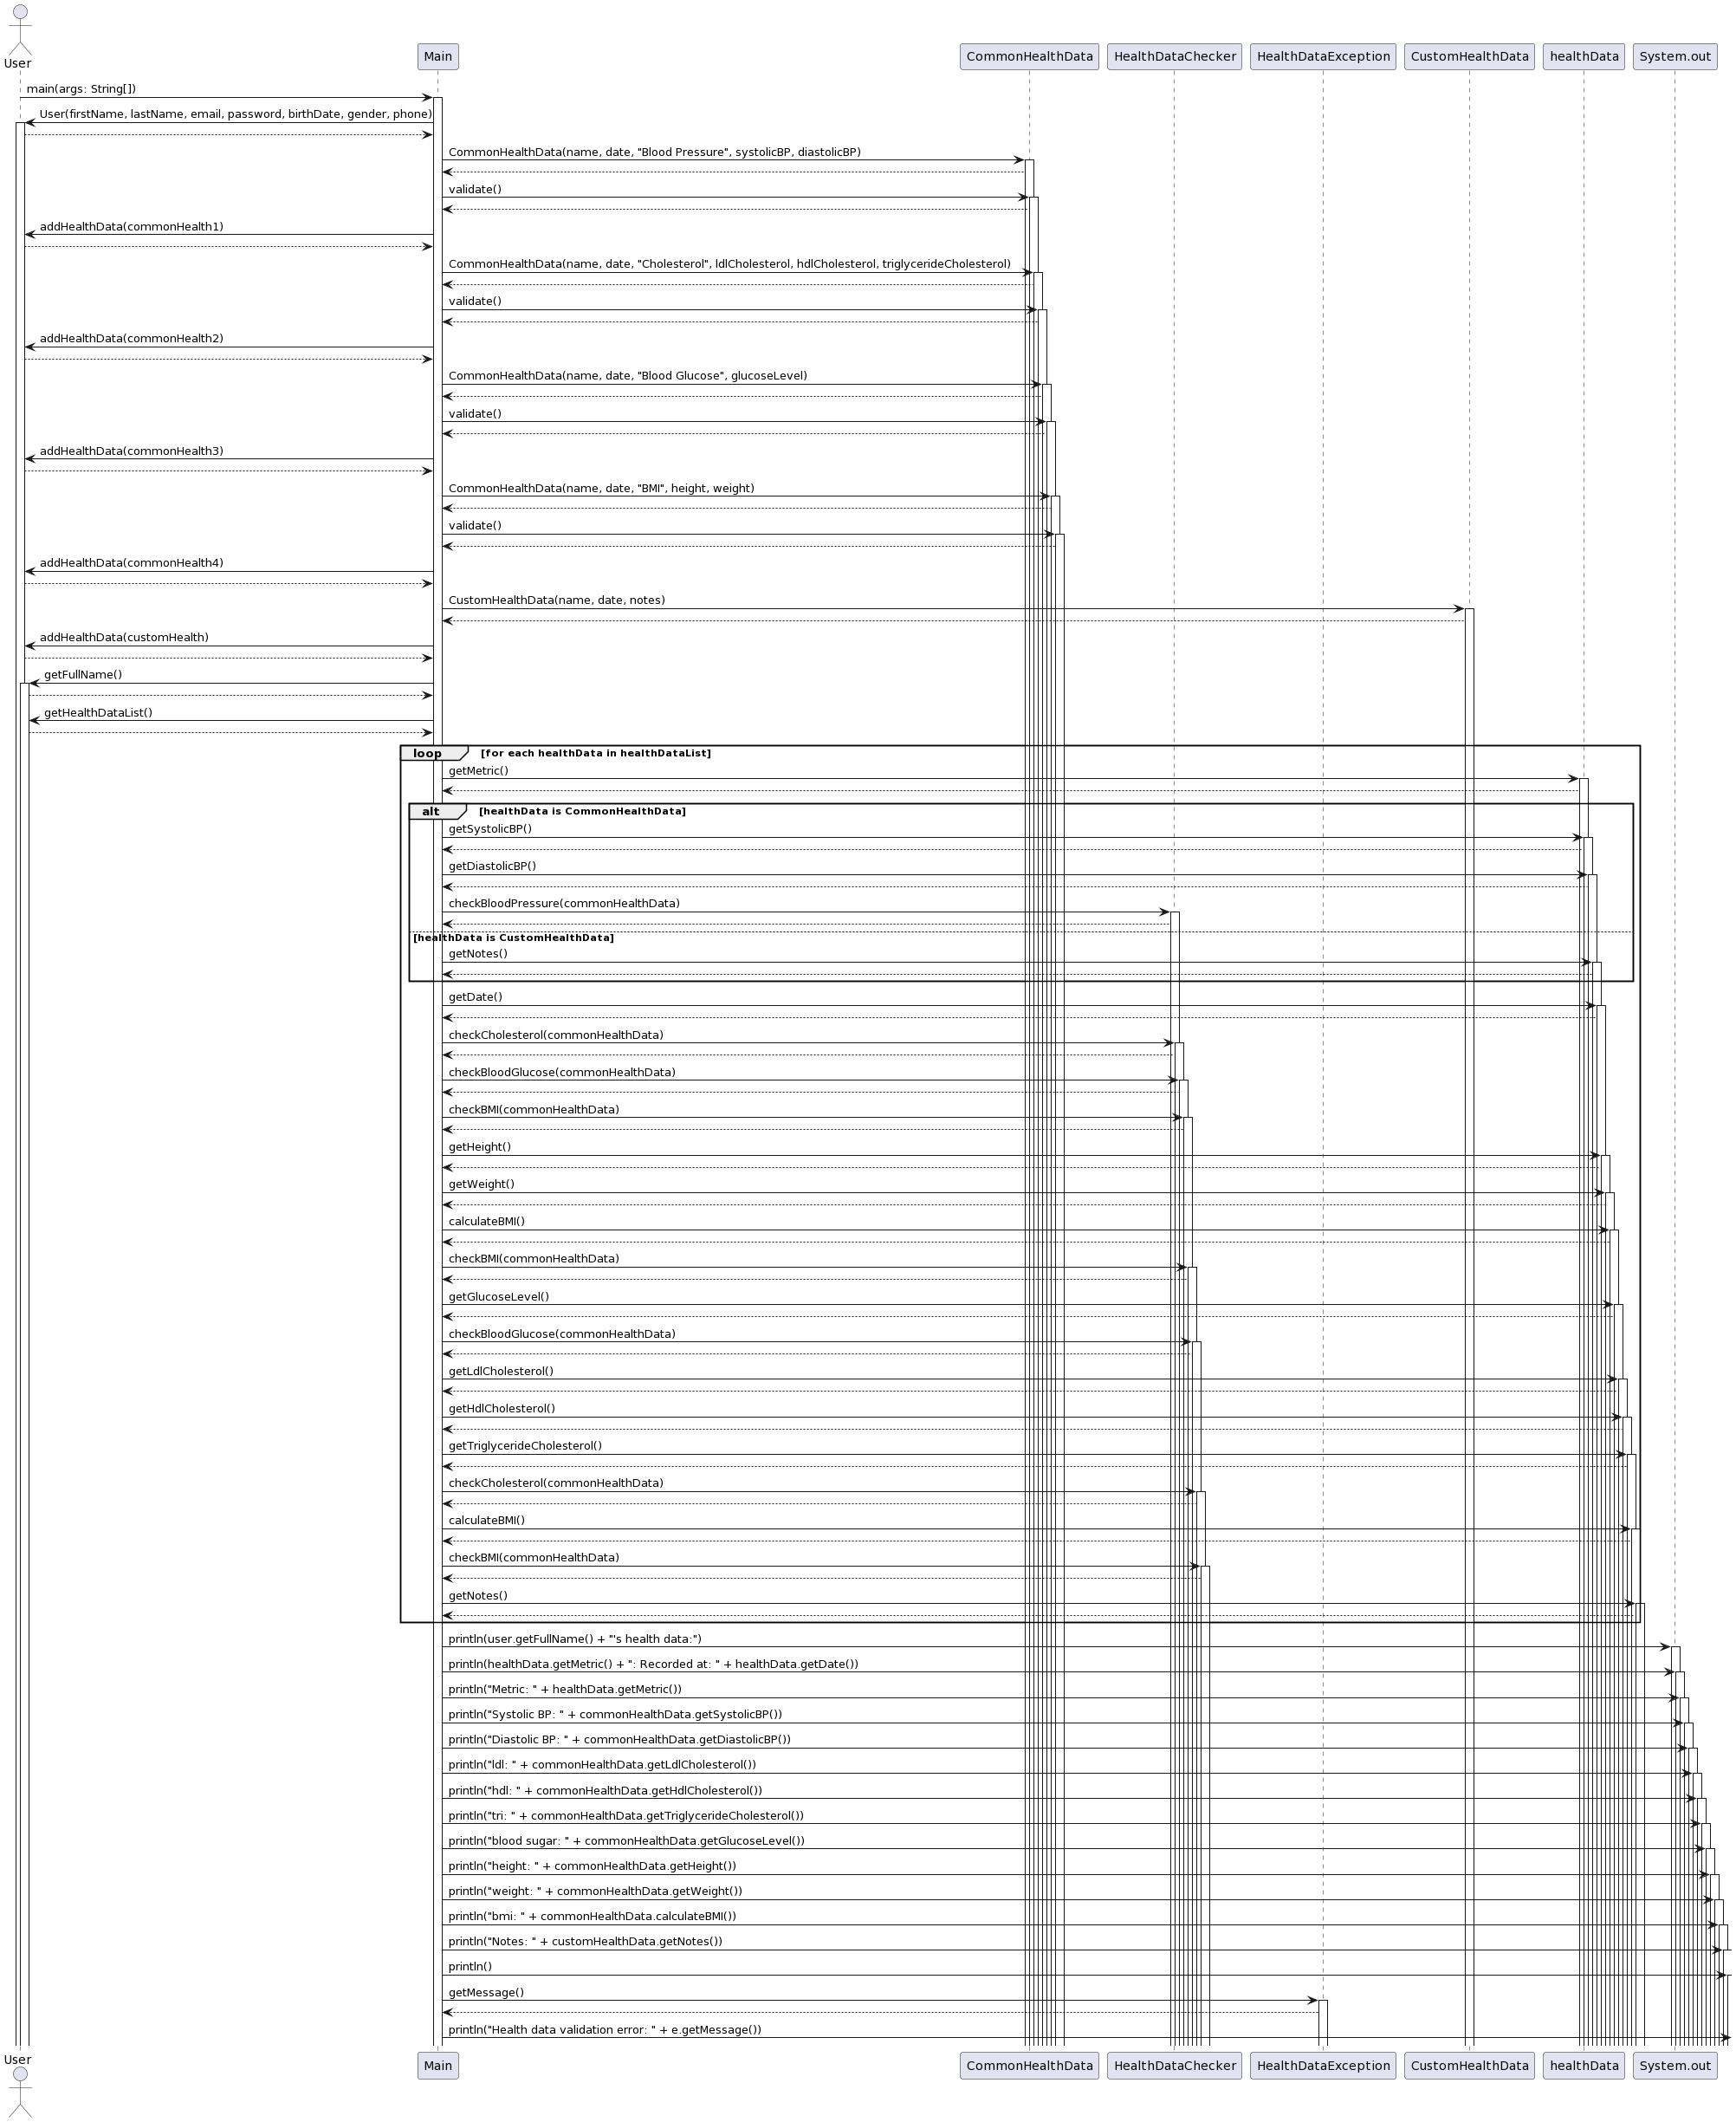 User
Main
CommonHealthData
HealthDataChecker
HealthDataException
CustomHealthData
healthData
System.out
main(args: String[])
User(firstName, lastName, email, password, birthDate, gender, phone)
CommonHealthData(name, date, "Blood Pressure", systolicBP, diastolicBP)
validate()
addHealthData(commonHealth1)
CommonHealthData(name, date, "Cholesterol", ldlCholesterol, hdlCholesterol, triglycerideCholesterol)
validate()
addHealthData(commonHealth2)
CommonHealthData(name, date, "Blood Glucose", glucoseLevel)
validate()
addHealthData(commonHealth3)
CommonHealthData(name, date, "BMI", height, weight)
validate()
addHealthData(commonHealth4)
CustomHealthData(name, date, notes)
addHealthData(customHealth)
getFullName()
getHealthDataList()
loop [for each healthData in healthDataList]
getMetric()
alt [healthData is CommonHealthData]
getSystolicBP()
getDiastolicBP()
checkBloodPressure(commonHealthData)
[healthData is CustomHealthData]
getNotes()
getDate()
checkCholesterol(commonHealthData)
checkBloodGlucose(commonHealthData)
checkBMI(commonHealthData)
getHeight()
getWeight()
calculateBMI()
checkBMI(commonHealthData)
getGlucoseLevel()
checkBloodGlucose(commonHealthData)
getLdlCholesterol()
getHdlCholesterol()
getTriglycerideCholesterol()
checkCholesterol(commonHealthData)
calculateBMI()
checkBMI(commonHealthData)
getNotes()
println(user.getFullName() + "'s health data:")
println(healthData.getMetric() + ": Recorded at: " + healthData.getDate())
println("Metric: " + healthData.getMetric())
println("Systolic BP: " + commonHealthData.getSystolicBP())
println("Diastolic BP: " + commonHealthData.getDiastolicBP())
println("ldl: " + commonHealthData.getLdlCholesterol())
println("hdl: " + commonHealthData.getHdlCholesterol())
println("tri: " + commonHealthData.getTriglycerideCholesterol())
println("blood sugar: " + commonHealthData.getGlucoseLevel())
println("height: " + commonHealthData.getHeight())
println("weight: " + commonHealthData.getWeight())
println("bmi: " + commonHealthData.calculateBMI())
println("Notes: " + customHealthData.getNotes())
println()
getMessage()
println("Health data validation error: " + e.getMessage())
User
Main
CommonHealthData
HealthDataChecker
HealthDataException
CustomHealthData
healthData
System.out